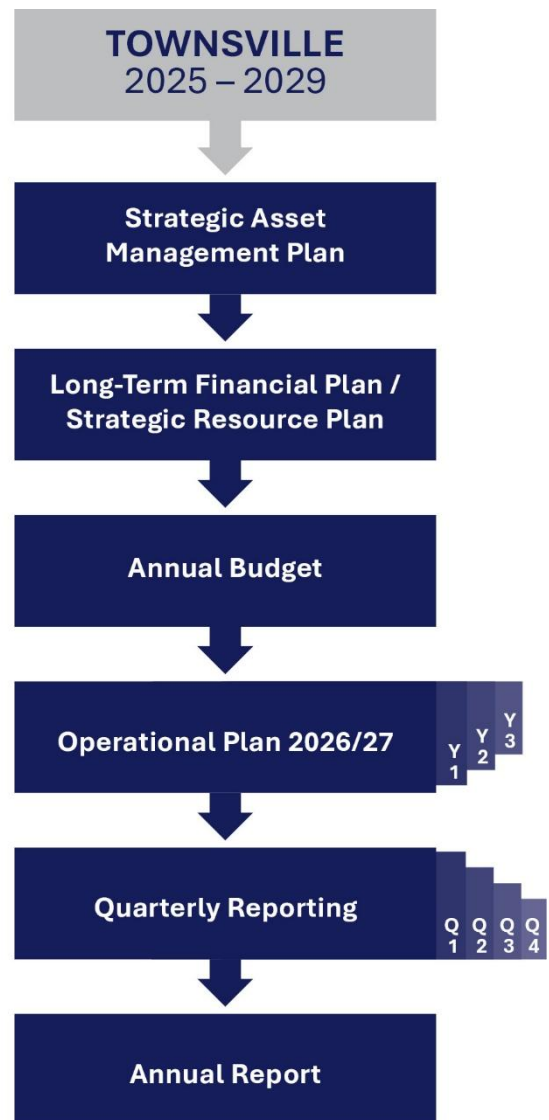 TOWNSVILLE
2025 – 2029
Strategic Asset
Management Plan
Long-Term Financial Plan /
Strategic Resource Plan
Annual Budget
Operational Plan 2026/27
Y
1
Y
2
Y
3
Quarterly Reporting
Q
1
Q
2
Q
3
Q
4
Annual Report